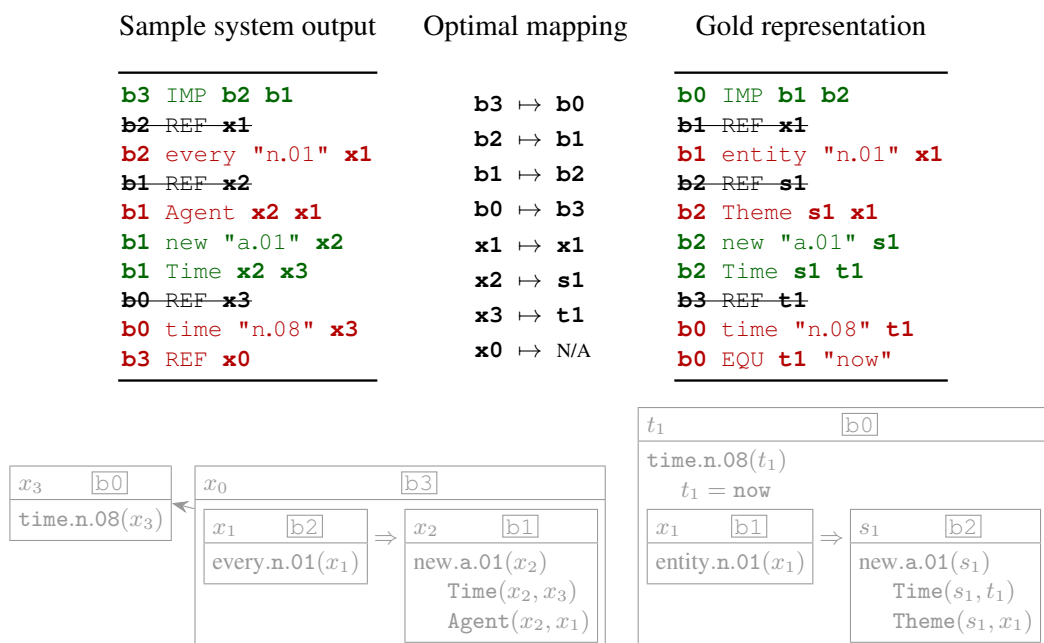 Sample system output Optimal mapping Gold representation
b3 IMP b2 b1
b2 REF x1
b2 every "n.01" x1
b1 REF x2
b1 Agent x2 x1
b1 new "a.01" x2
b1 Time x2 x3
b0 REF x3
b0 time "n.08" x3
b3 REF x0
b3 ↦ b0
b2 ↦ b1
b1 ↦ b2
b0 ↦ b3
x1 ↦ x1
x2 ↦ s1
x3 ↦ t1
x0 ↦ N/A
b0 IMP b1 b2
b1 REF x1
b1 entity "n.01" x1
b2 REF s1
b2 Theme s1 x1
b2 new "a.01" s1
b2 Time s1 t1
b3 REF t1
b0 time "n.08" t1
b0 EQU t1 "now"
x₃ b0
time.n.08(x₃)
x₀ b3
x₁ b2
every.n.01(x₁)
⇒
x₂ b1
new.a.01(x₂)
Time(x₂, x₃)
Agent(x₂, x₁)
t₁ b0
time.n.08(t₁)
t₁ = now
x₁ b1
entity.n.01(x₁)
⇒
s₁ b2
new.a.01(s₁)
Time(s₁, t₁)
Theme(s₁, x₁)